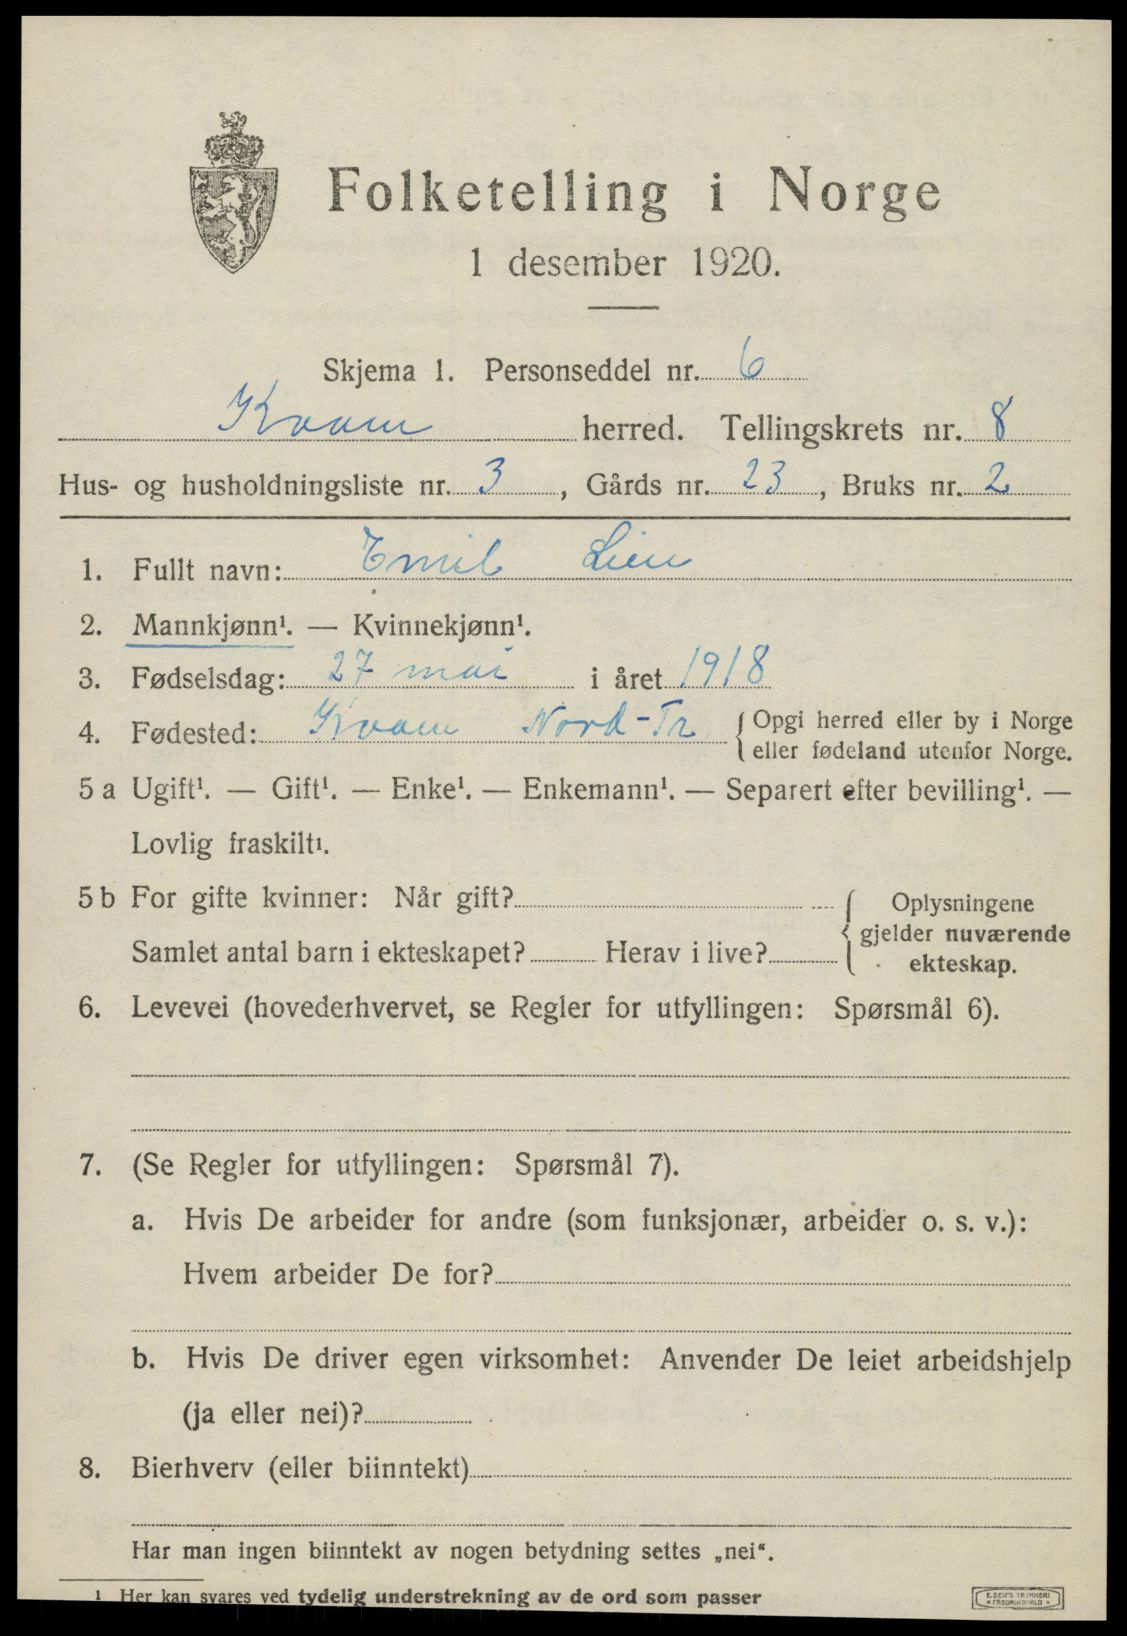 Folketelling i Norge
1 desember 1920.
Skjema 1. Personseddel nr. 6
Kvam herred. Tellingskrets nr. 8
Hus- og husholdningsliste nr. 3, Gårds nr. 23, Bruks nr. 2
1. Fullt navn: Emil Lien
2. Mannkjønn¹. — Kvinnekjønn¹.
3. Fødselsdag: 27 mai i året 1918
4. Fødested: Kvam Nord-Tr { Opgi herred eller by i Norge
eller fødeland utenfor Norge.
5 a Ugift¹. — Gift¹. — Enke¹. — Enkemann¹. — Separert efter bevilling¹. —
Lovlig fraskilt¹.
5 b For gifte kvinner: Når gift? { Oplysningene
gjelder nuværende
Samlet antal barn i ekteskapet? Herav i live?
ekteskap.
6. Levevei (hovederhvervet, se Regler for utfyllingen: Spørsmål 6).
7. (Se Regler for utfyllingen: Spørsmål 7).
a. Hvis De arbeider for andre (som funksjonær, arbeider o. s. v.):
Hvem arbeider De for?
b. Hvis De driver egen virksomhet: Anvender De leiet arbeidshjelp
(ja eller nei)?
8. Bierhverv (eller biinntekt)
Har man ingen biinntekt av nogen betydning settes „nei“.
¹ Her kan svares ved tydelig understrekning av de ord som passer